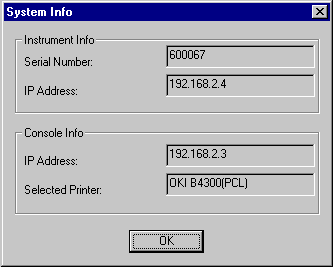 System Info
Instrument Info
Serial Number: 600067
IP Address: 192.168.2.4
Console Info
IP Address: 192.168.2.3
Selected Printer: OKI B4300(PCL)
OK